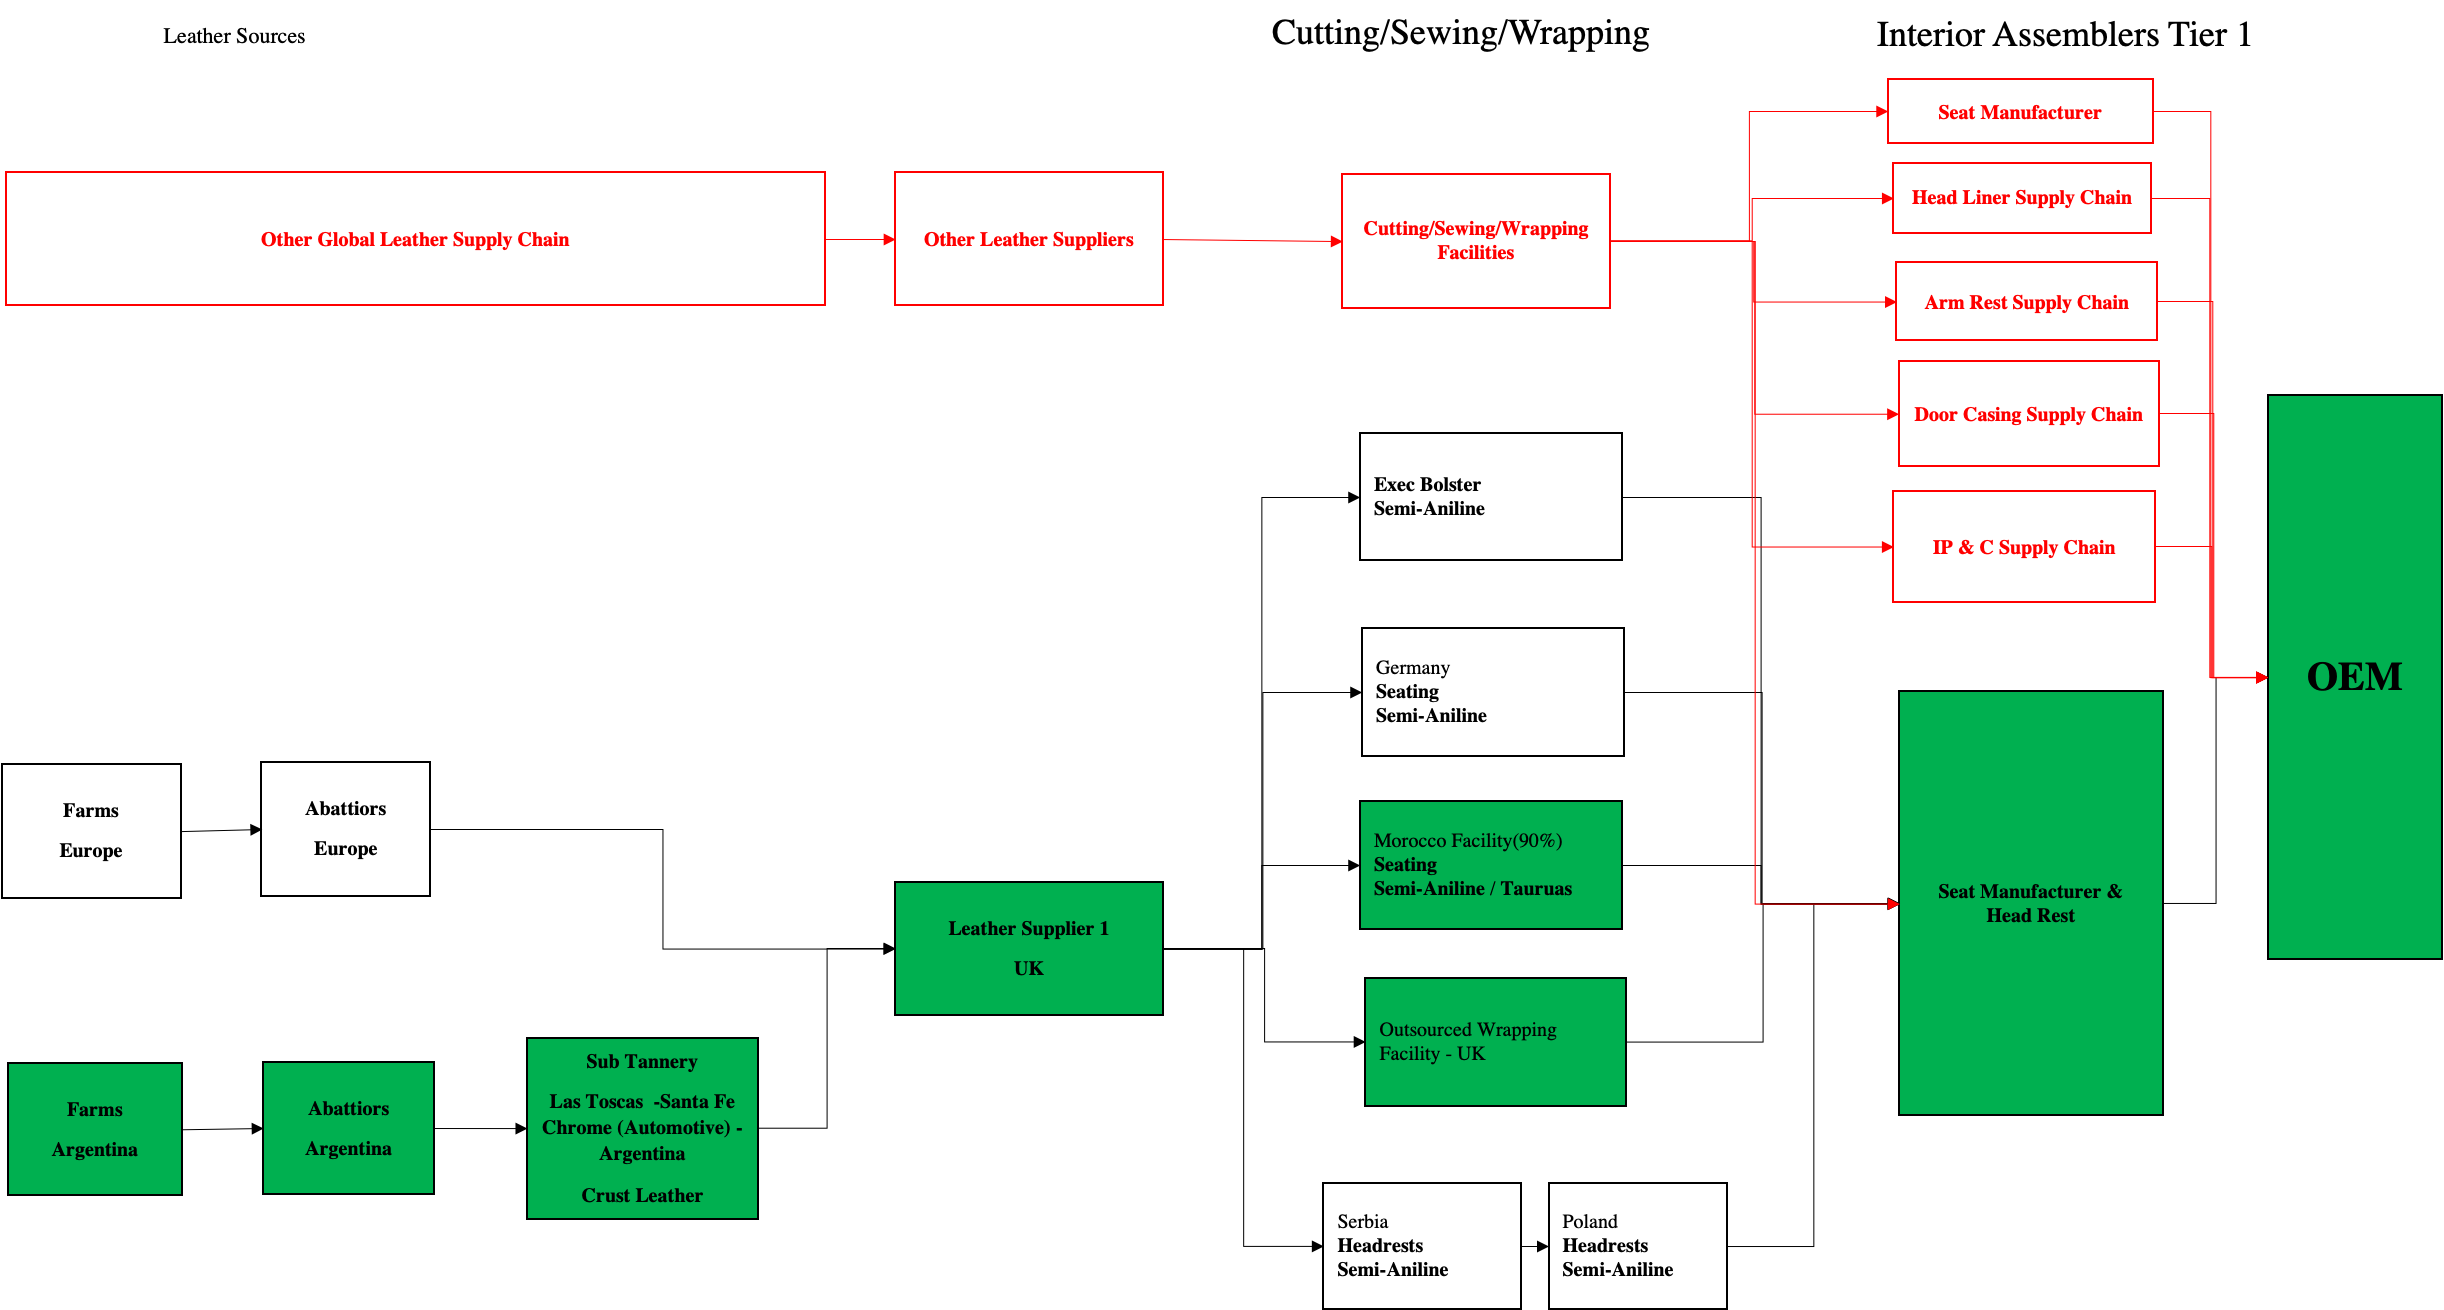 Leather Sources
Cutting/Sewing/Wrapping
Interior Assemblers Tier 1
Seat Manufacturer
Head Liner Supply Chain
Other Global Leather Supply Chain
Other Leather Suppliers
Cutting/Sewing/Wrapping
Facilities
Arm Rest Supply Chain
Door Casing Supply Chain
Exec Bolster
Semi-Aniline
IP & C Supply Chain
Germany
Seating
Semi-Aniline
OEM
Farms
Europe
Abattiors
Europe
Morocco Facility(90%)
Seating
Semi-Aniline / Tauruas
Seat Manufacturer &
Head Rest
Leather Supplier 1
UK
Outsourced Wrapping
Facility - UK
Farms
Argentina
Abattiors
Argentina
Sub Tannery
Las Toscas  -Santa Fe
Chrome (Automotive) -
Argentina
Crust Leather
Serbia
Headrests
Semi-Aniline
Poland
Headrests
Semi-Aniline